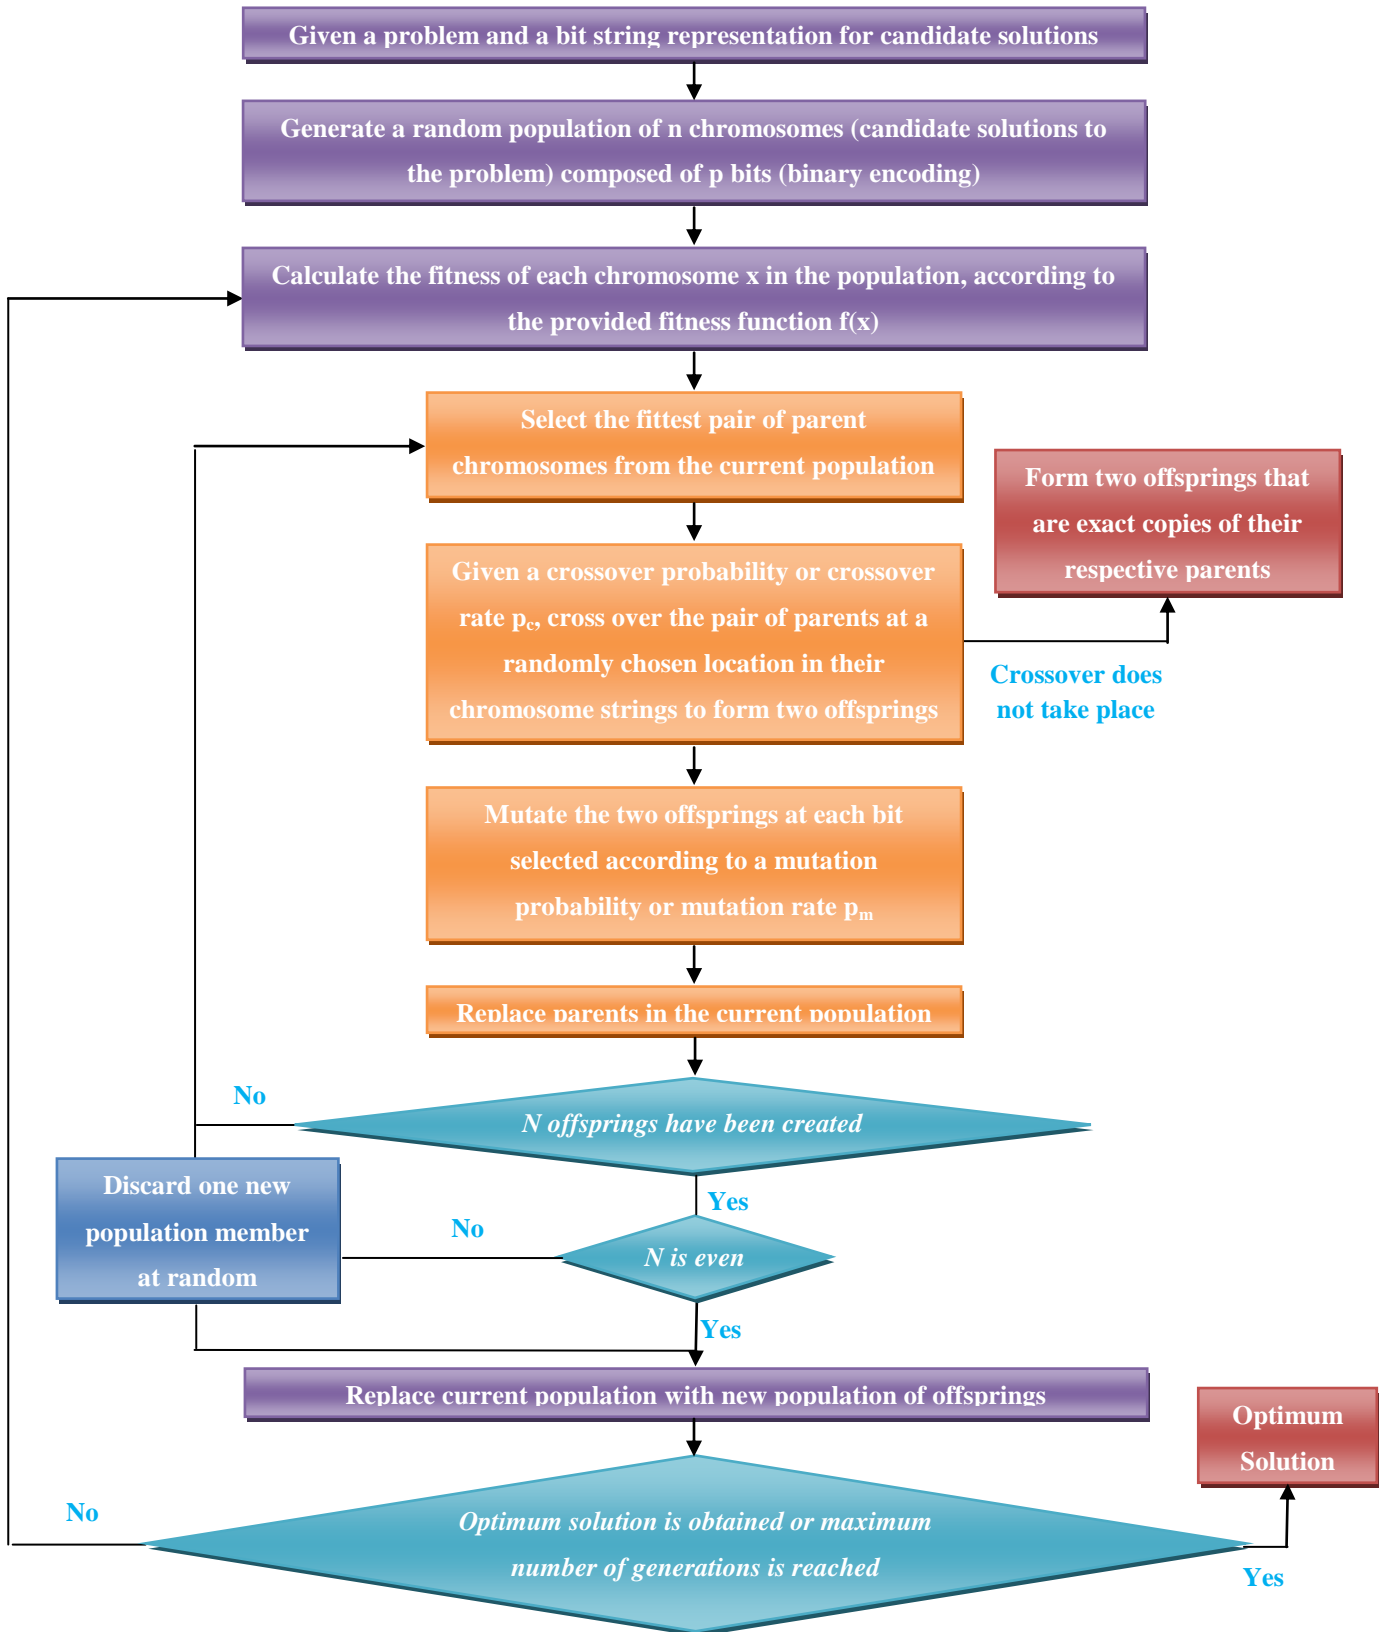 Given a problem and a bit string representation for candidate solutions
Generate a random population of n chromosomes (candidate solutions to
the problem) composed of p bits (binary encoding)
Calculate the fitness of each chromosome x in the population, according to
the provided fitness function f(x)
Select the fittest pair of parent
chromosomes from the current population
Form two offsprings that
are exact copies of their
respective parents
Given a crossover probability or crossover
rate pc, cross over the pair of parents at a
randomly chosen location in their
chromosome strings to form two offsprings
Crossover does
not take place
Mutate the two offsprings at each bit
selected according to a mutation
probability or mutation rate pm
Replace parents in the current population
No
N offsprings have been created
Yes
Discard one new
population member
at random
No
N is even
Yes
Replace current population with new population of offsprings
Optimum
Solution
No
Optimum solution is obtained or maximum
number of generations is reached
Yes